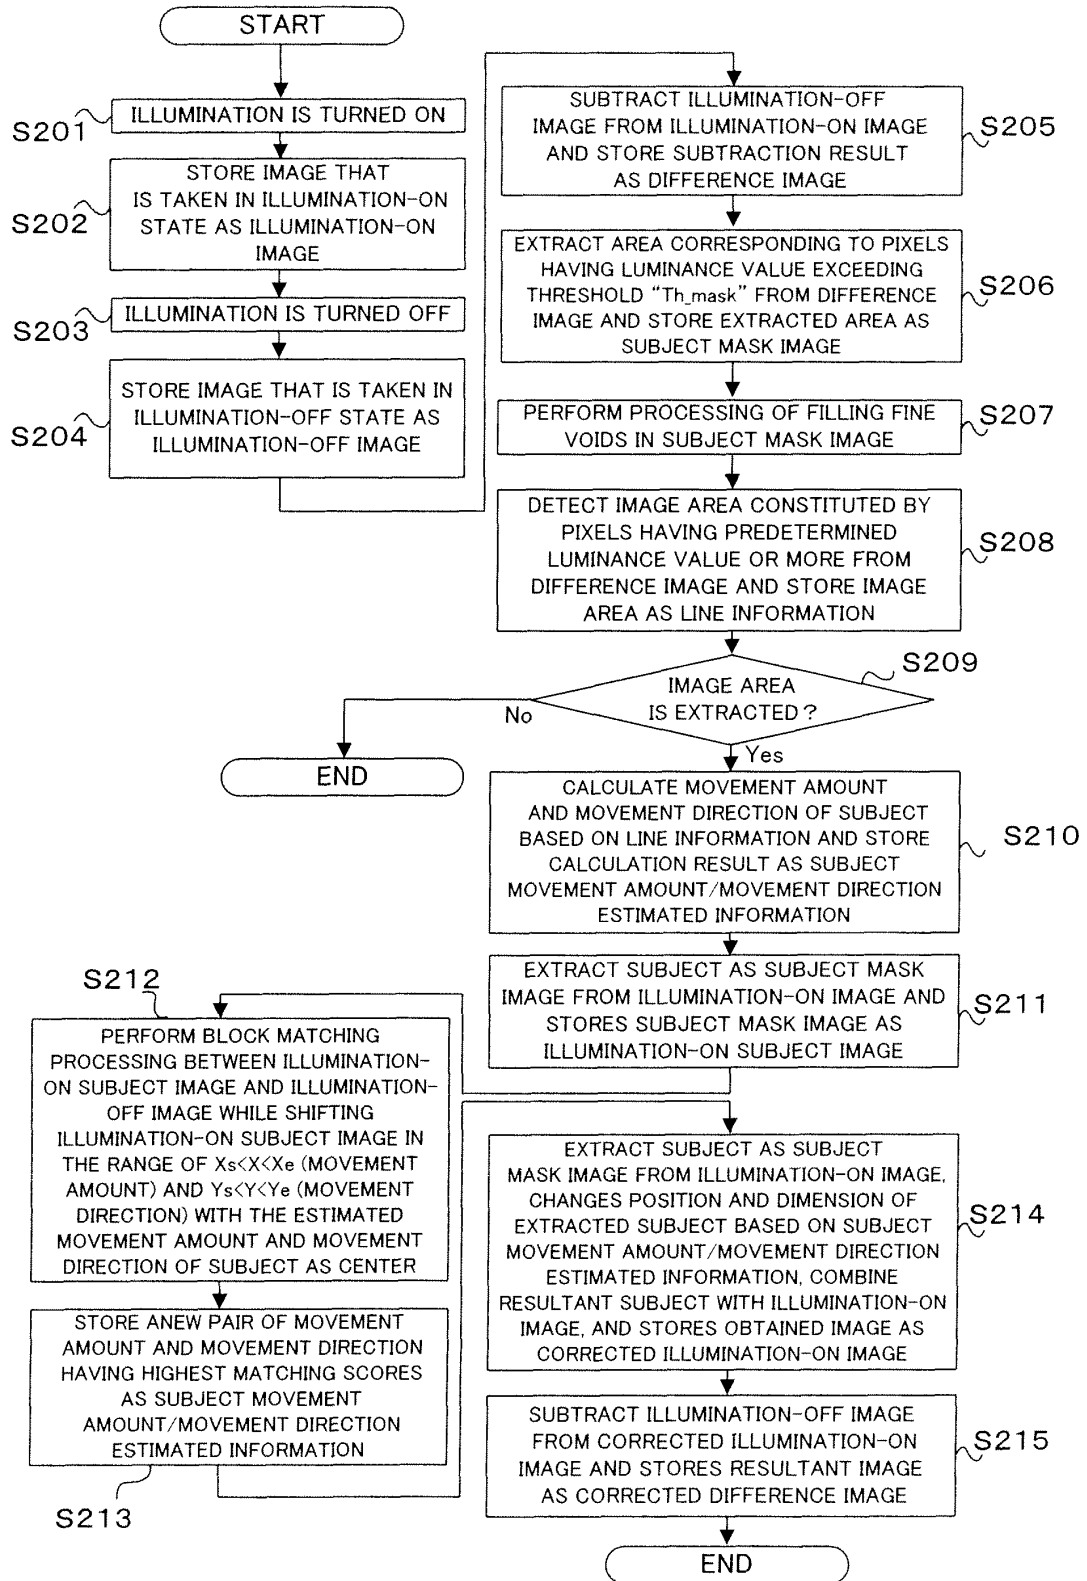 START
S201
ILLUMINATION IS TURNED ON
S202
STORE IMAGE THAT
IS TAKEN IN ILLUMINATION-ON
STATE AS ILLUMINATION-ON
IMAGE
S203
ILLUMINATION IS TURNED OFF
S204
STORE IMAGE THAT IS TAKEN IN
ILLUMINATION-OFF STATE AS
ILLUMINATION-OFF IMAGE
SUBTRACT ILLUMINATION-OFF
IMAGE FROM ILLUMINATION-ON IMAGE
AND STORE SUBTRACTION RESULT
AS DIFFERENCE IMAGE
S205
EXTRACT AREA CORRESPONDING TO PIXELS
HAVING LUMINANCE VALUE EXCEEDING
THRESHOLD “Th_mask” FROM DIFFERENCE
IMAGE AND STORE EXTRACTED AREA AS
SUBJECT MASK IMAGE
S206
PERFORM PROCESSING OF FILLING FINE
VOIDS IN SUBJECT MASK IMAGE
S207
DETECT IMAGE AREA CONSTITUTED BY
PIXELS HAVING PREDETERMINED
LUMINANCE VALUE OR MORE FROM
DIFFERENCE IMAGE AND STORE IMAGE
AREA AS LINE INFORMATION
S208
S209
IMAGE AREA
IS EXTRACTED?
No
Yes
END
CALCULATE MOVEMENT AMOUNT
AND MOVEMENT DIRECTION OF SUBJECT
BASED ON LINE INFORMATION AND STORE
CALCULATION RESULT AS SUBJECT
MOVEMENT AMOUNT/MOVEMENT DIRECTION
ESTIMATED INFORMATION
S210
EXTRACT SUBJECT AS SUBJECT MASK
IMAGE FROM ILLUMINATION-ON IMAGE AND
STORES SUBJECT MASK IMAGE AS
ILLUMINATION-ON SUBJECT IMAGE
S211
S212
PERFORM BLOCK MATCHING
PROCESSING BETWEEN ILLUMINATION-
ON SUBJECT IMAGE AND ILLUMINATION-
OFF IMAGE WHILE SHIFTING
ILLUMINATION-ON SUBJECT IMAGE IN
THE RANGE OF Xs<X<Xe (MOVEMENT
AMOUNT) AND Ys<Y<Ye (MOVEMENT
DIRECTION) WITH THE ESTIMATED
MOVEMENT AMOUNT AND MOVEMENT
DIRECTION OF SUBJECT AS CENTER
STORE ANEW PAIR OF MOVEMENT
AMOUNT AND MOVEMENT DIRECTION
HAVING HIGHEST MATCHING SCORES
AS SUBJECT MOVEMENT
AMOUNT/MOVEMENT DIRECTION
ESTIMATED INFORMATION
S213
EXTRACT SUBJECT AS SUBJECT
MASK IMAGE FROM ILLUMINATION-ON IMAGE,
CHANGES POSITION AND DIMENSION OF
EXTRACTED SUBJECT BASED ON SUBJECT
MOVEMENT AMOUNT/MOVEMENT DIRECTION
ESTIMATED INFORMATION, COMBINE
RESULTANT SUBJECT WITH ILLUMINATION-ON
IMAGE, AND STORES OBTAINED IMAGE AS
CORRECTED ILLUMINATION-ON IMAGE
S214
SUBTRACT ILLUMINATION-OFF IMAGE
FROM CORRECTED ILLUMINATION-ON
IMAGE AND STORES RESULTANT IMAGE
AS CORRECTED DIFFERENCE IMAGE
S215
END